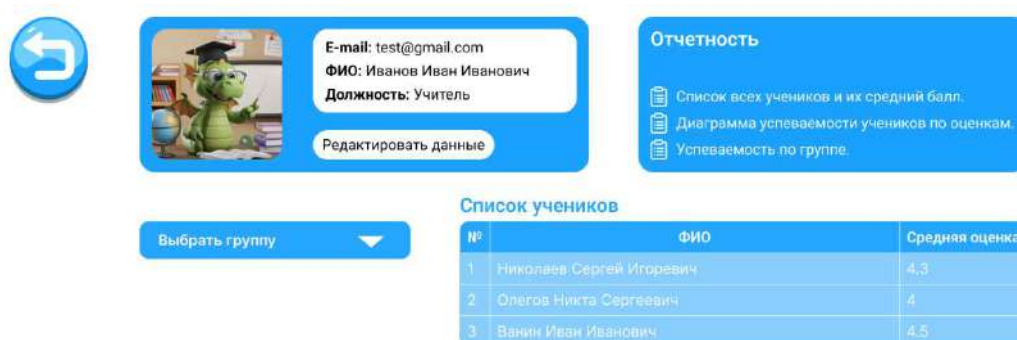 E-mail: test@gmail.com
ФИО: Иванов Иван Иванович
Должность: Учитель
Редактировать данные
Отчетность
Список всех учеников и их средний балл.
Диаграмма успеваемости учеников по оценкам.
Успеваемость по группе.
Выбрать группу
Список учеников
№ ФИО Средняя оценка
1 Николаев Сергей Игоревич 4.3
2 Олегов Никта Сергеевич 4
3 Ванин Иван Иванович 4.5